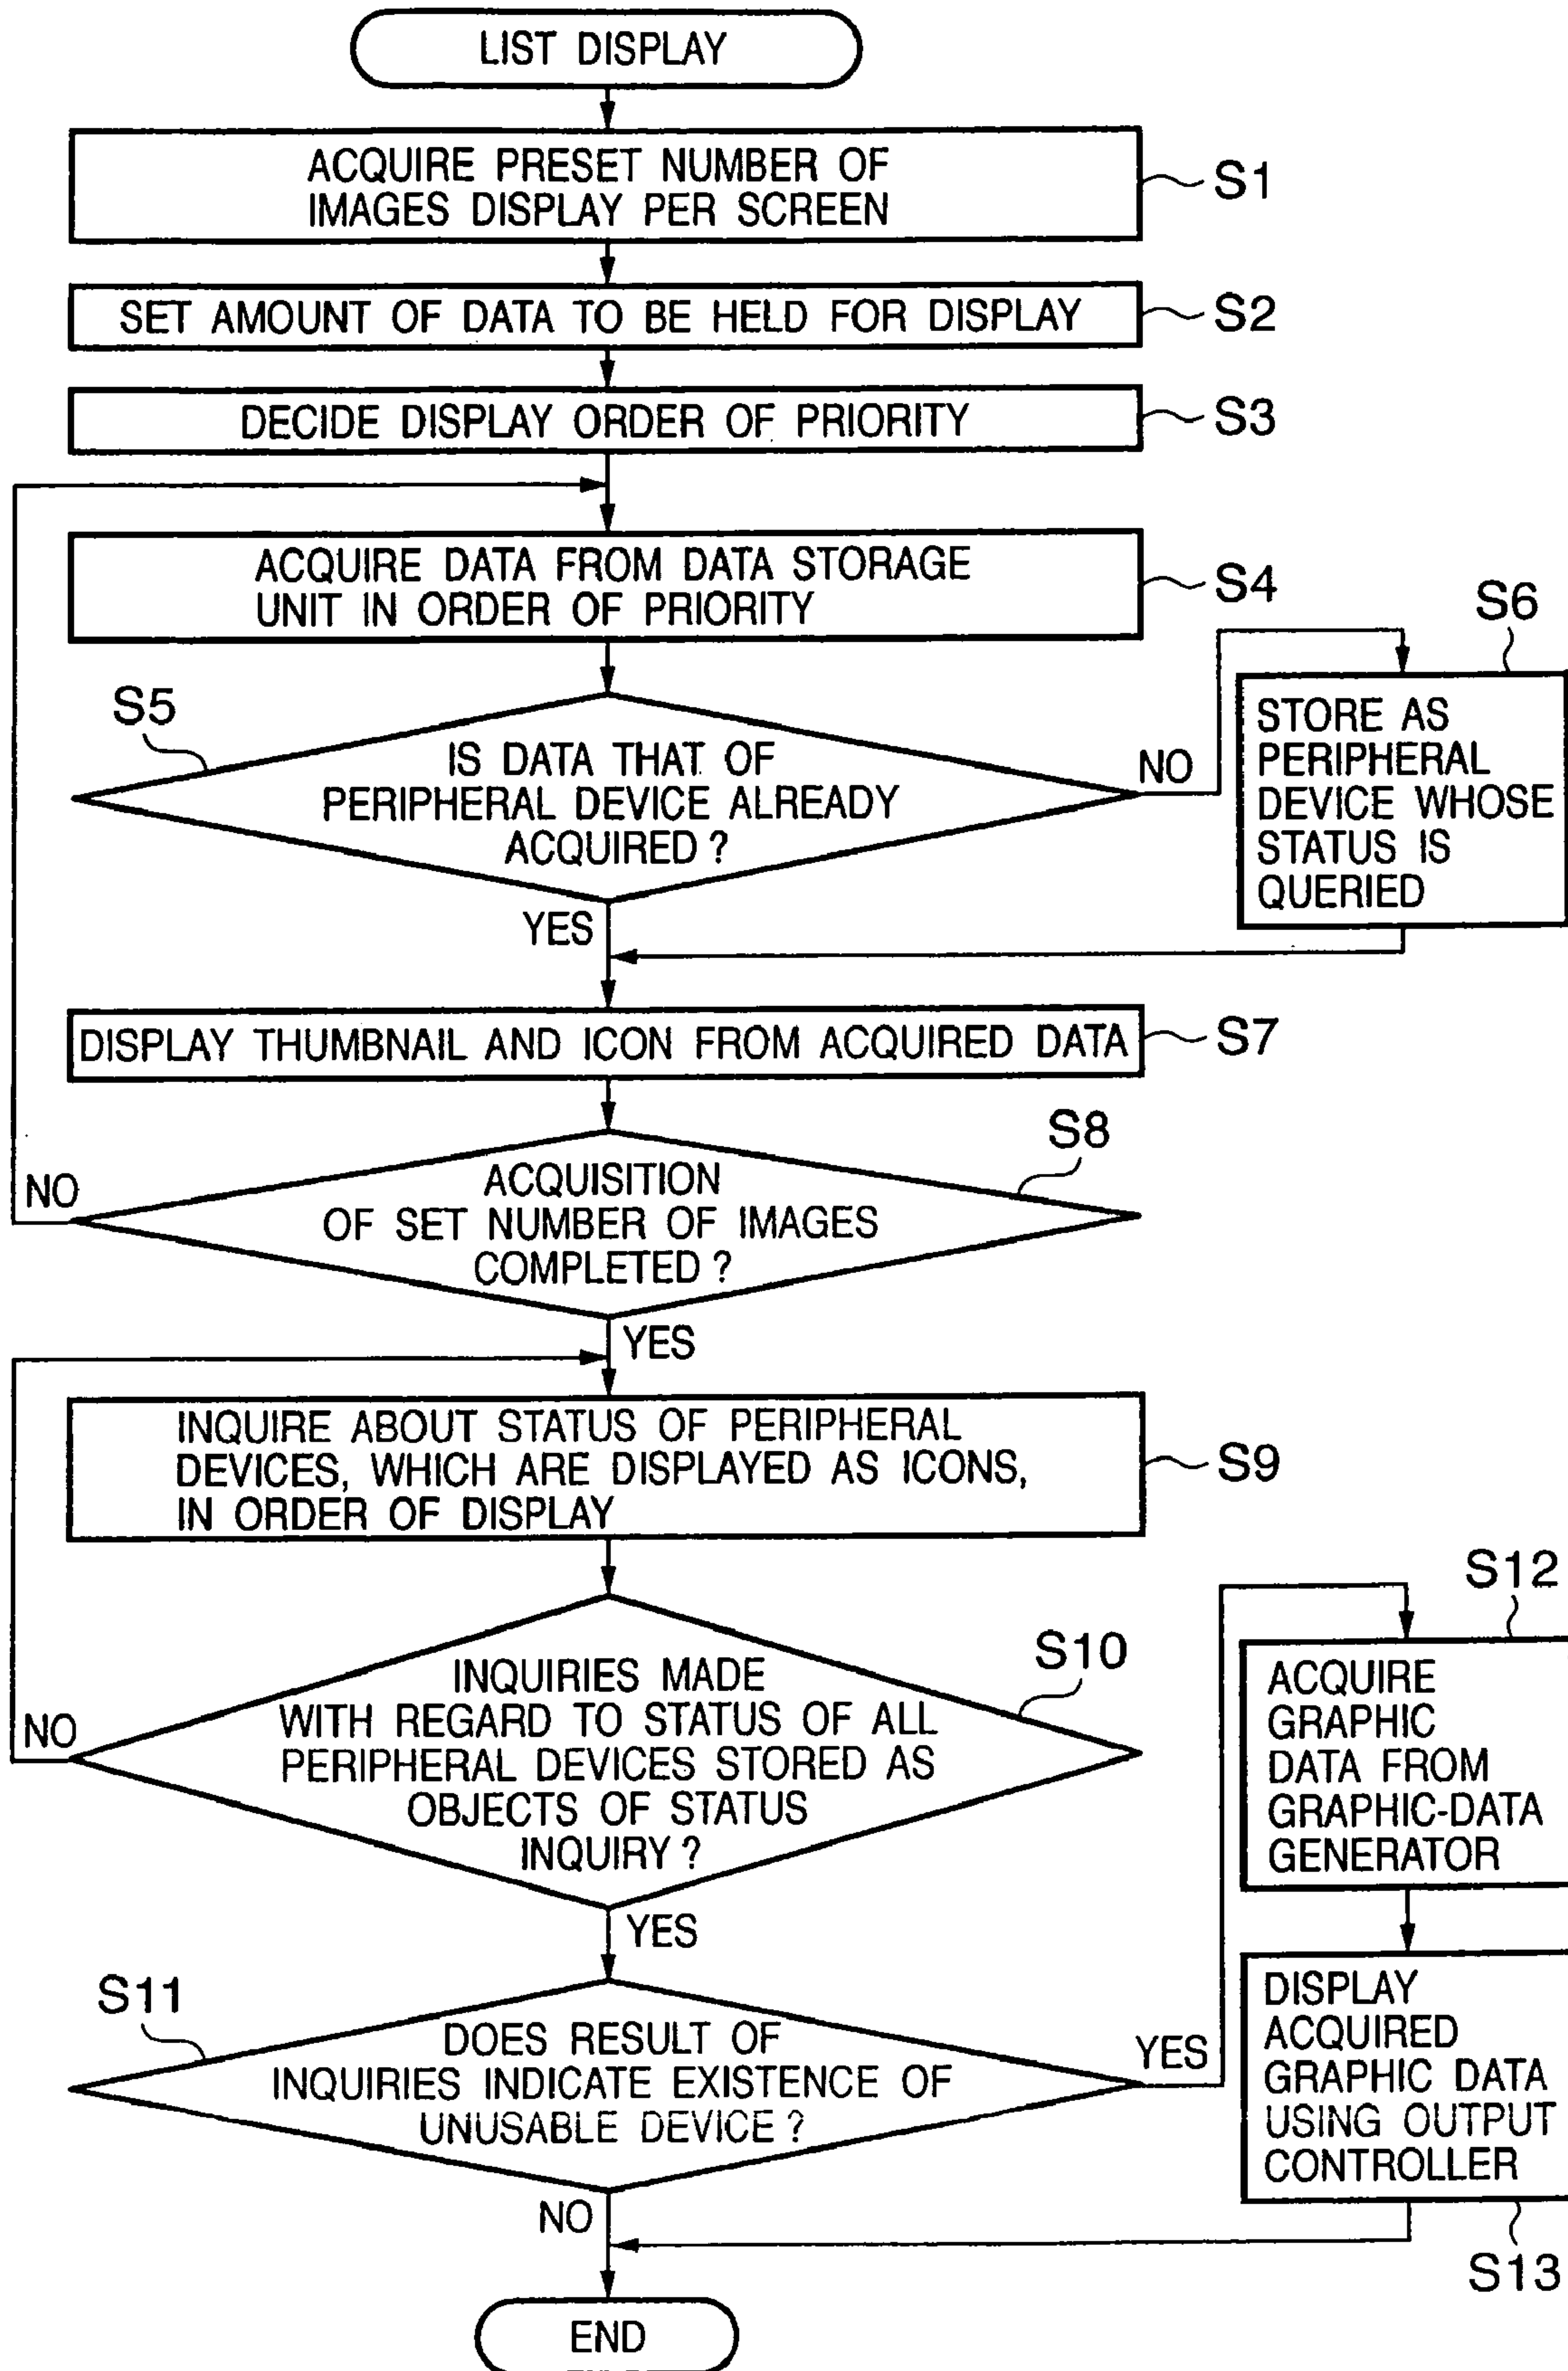 LIST DISPLAY
ACQUIRE PRESET NUMBER OF
IMAGES DISPLAY PER SCREEN
S1
SET AMOUNT OF DATA TO BE HELD FOR DISPLAY
S2
DECIDE DISPLAY ORDER OF PRIORITY
S3
ACQUIRE DATA FROM DATA STORAGE
UNIT IN ORDER OF PRIORITY
S4
S5
IS DATA THAT OF
PERIPHERAL DEVICE ALREADY
ACQUIRED ?
NO
YES
S6
STORE AS
PERIPHERAL
DEVICE WHOSE
STATUS IS
QUERIED
DISPLAY THUMBNAIL AND ICON FROM ACQUIRED DATA
S7
S8
ACQUISITION
OF SET NUMBER OF IMAGES
COMPLETED ?
NO
YES
INQUIRE ABOUT STATUS OF PERIPHERAL
DEVICES, WHICH ARE DISPLAYED AS ICONS,
IN ORDER OF DISPLAY
S9
S10
INQUIRIES MADE
WITH REGARD TO STATUS OF ALL
PERIPHERAL DEVICES STORED AS
OBJECTS OF STATUS
INQUIRY ?
NO
YES
S11
DOES RESULT OF
INQUIRIES INDICATE EXISTENCE OF
UNUSABLE DEVICE ?
YES
NO
S12
ACQUIRE
GRAPHIC
DATA FROM
GRAPHIC-DATA
GENERATOR
DISPLAY
ACQUIRED
GRAPHIC DATA
USING OUTPUT
CONTROLLER
S13
END